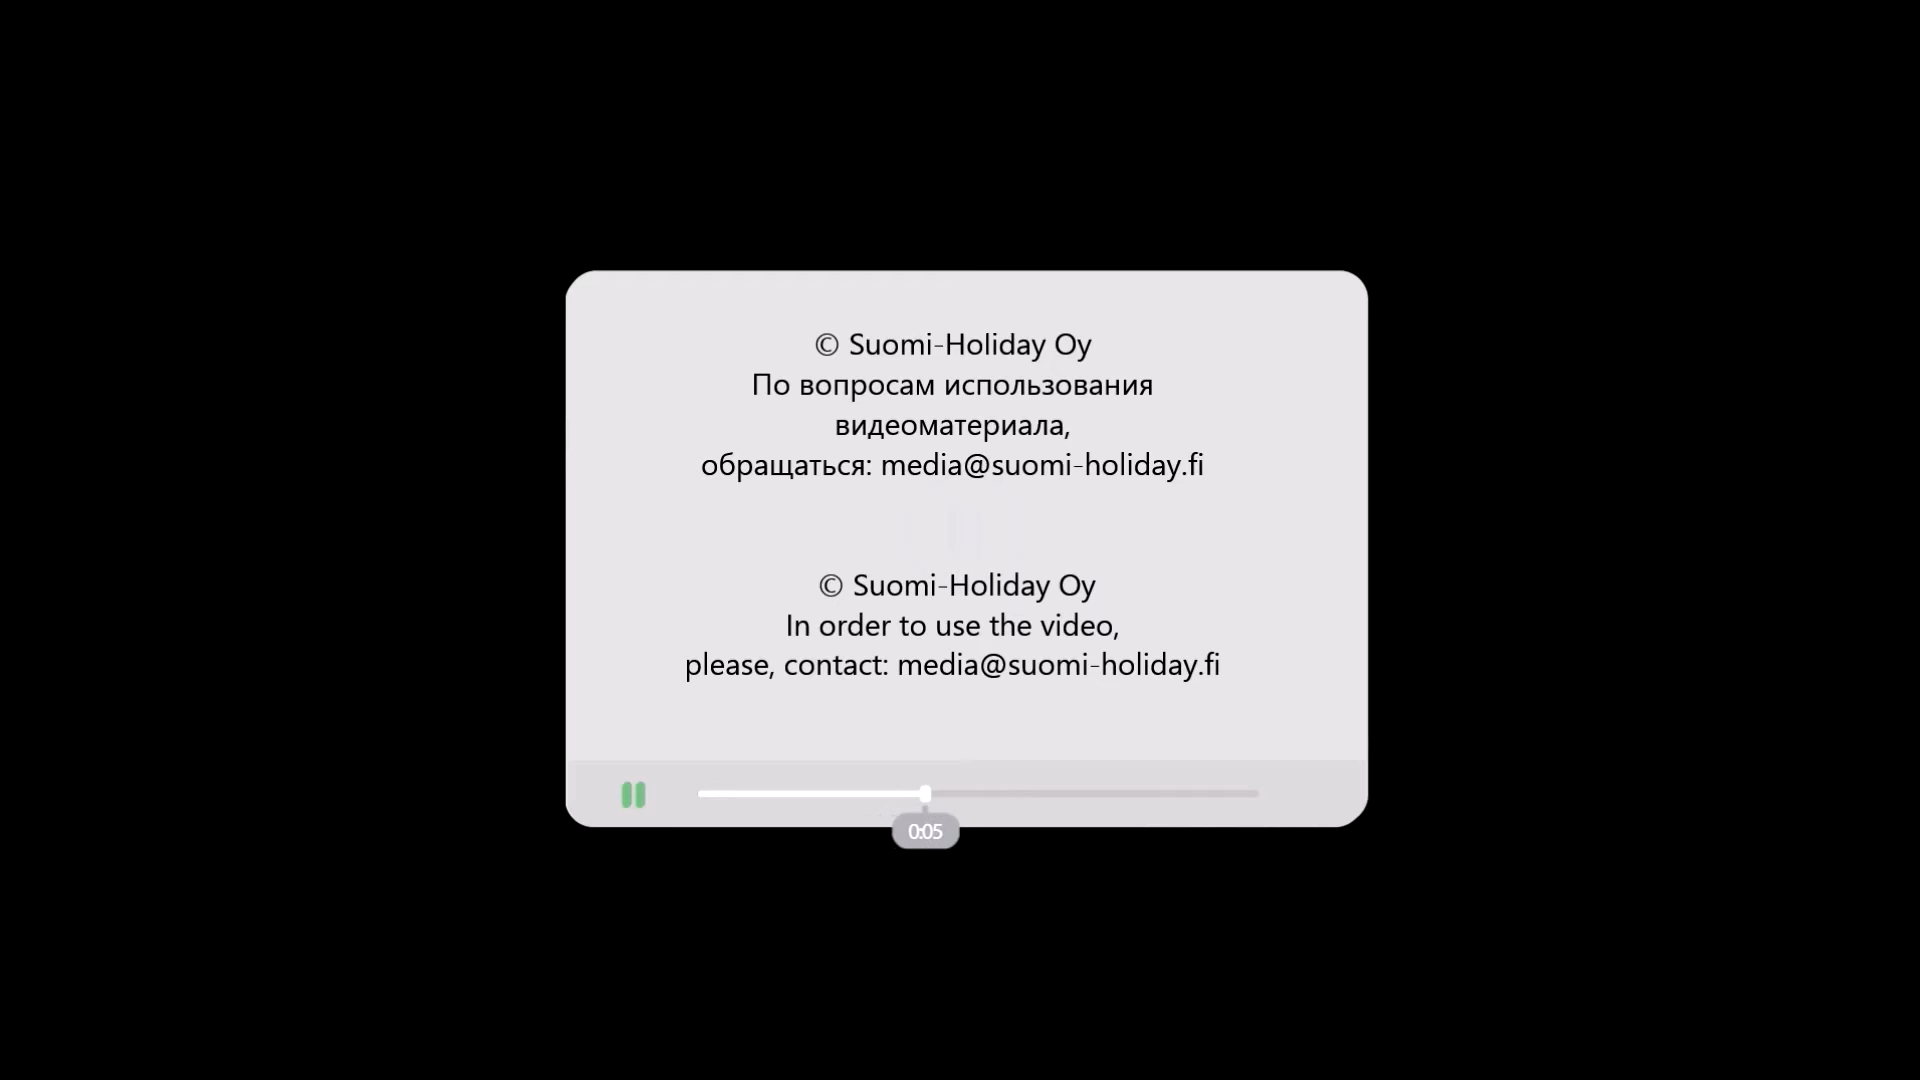 © Suomi-Holiday Oy
По вопросам использования
видеоматериала,
обращаться: media@suomi-holiday.fi
© Suomi-Holiday Oy
In order to use the video,
please, contact: media@suomi-holiday.fi
0:05